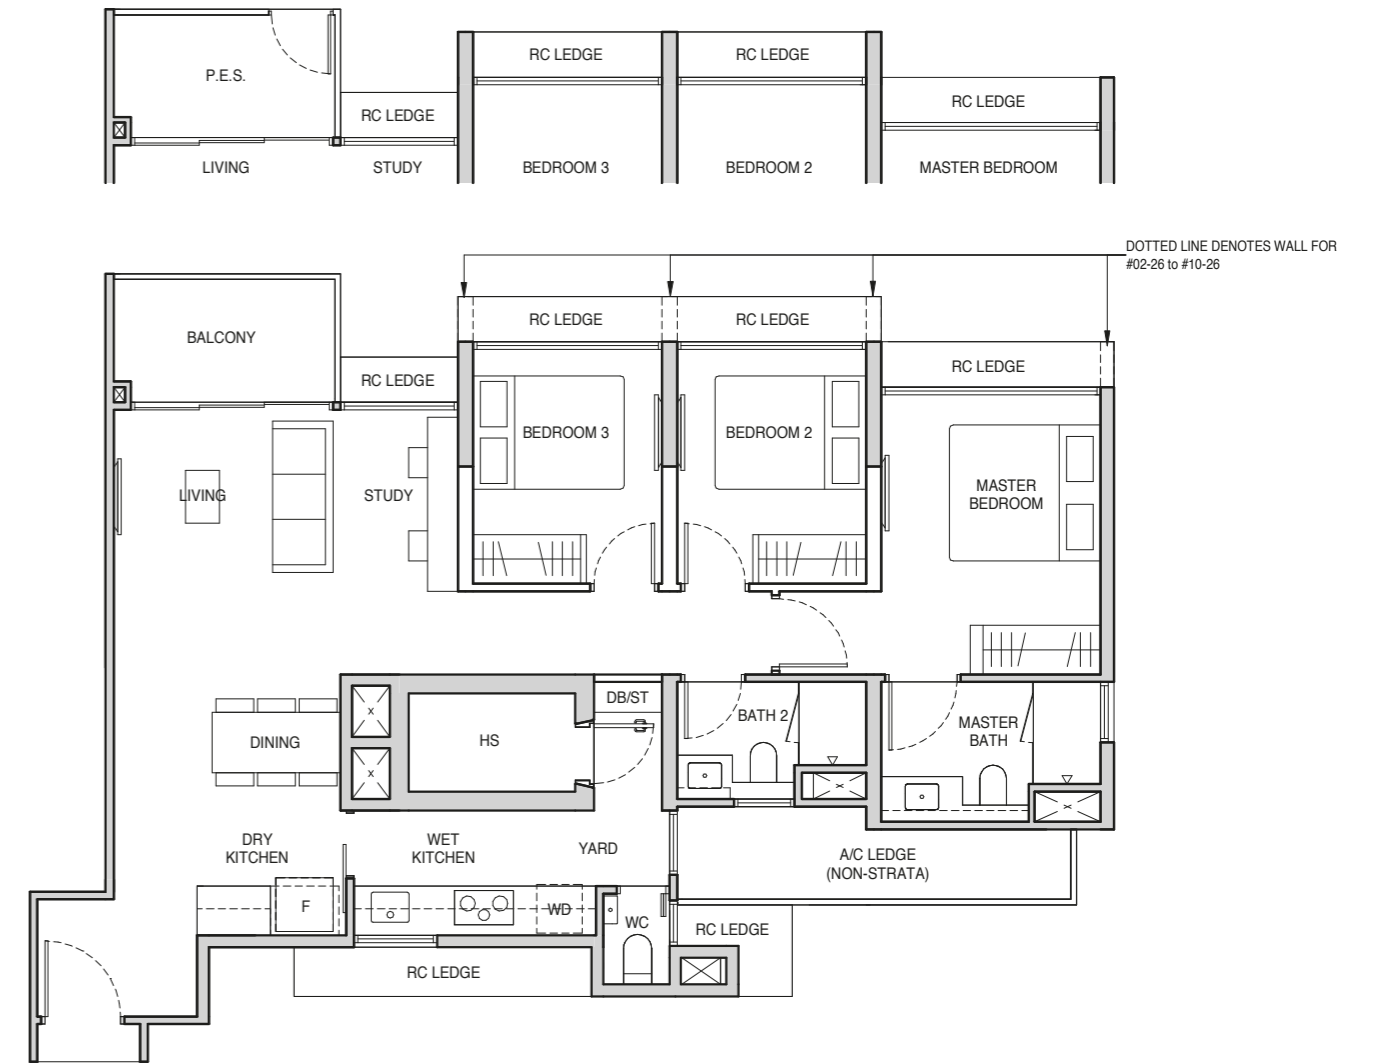 RC LEDGE
RC LEDGE
P.E.S.
RC LEDGE
RC LEDGE
LIVING
STUDY
BEDROOM 3
BEDROOM 2
MASTER BEDROOM
DOTTED LINE DENOTES WALL FOR
#02-26 to #10-26
RC LEDGE
RC LEDGE
BALCONY
RC LEDGE
RC LEDGE
BEDROOM 3
BEDROOM 2
LIVING
STUDY
MASTER
BEDROOM
DB/ST
BATH 2
MASTER
BATH
DINING
HS
DRY
KITCHEN
WET
KITCHEN
YARD
A/C LEDGE
(NON-STRATA)
F
WD
WC
RC LEDGE
RC LEDGE